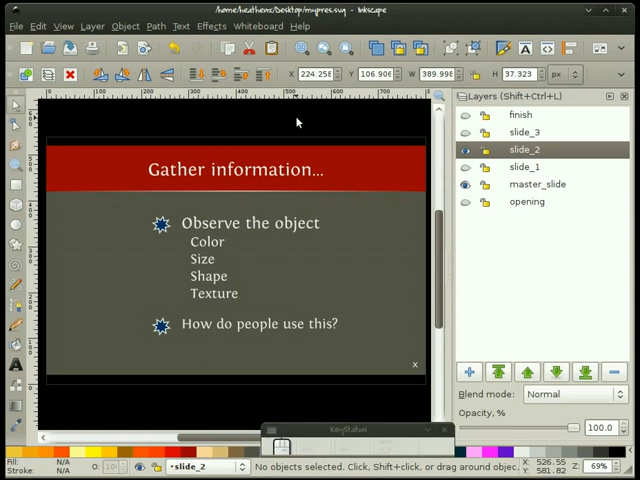 /home/heathenx/Desktop/mypres.svg - Inkscape
File Edit View Layer Object Path Text Effects Whiteboard Help
X 224.258 Y 106.906 W 389.998 H 37.323 px
Layers (Shift+Ctrl+L)
finish
slide_3
slide_2
slide_1
master_slide
opening
Gather information...
Observe the object
Color
Size
Shape
Texture
How do people use this?
x
Blend mode: Normal
Opacity, % 100.0
KeyStatus
Fill: N/A
Stroke: N/A
O:
•slide_2
No objects selected. Click, Shift+click, or drag around objec
X: 526.55
Y: 581.82
Z: 69%